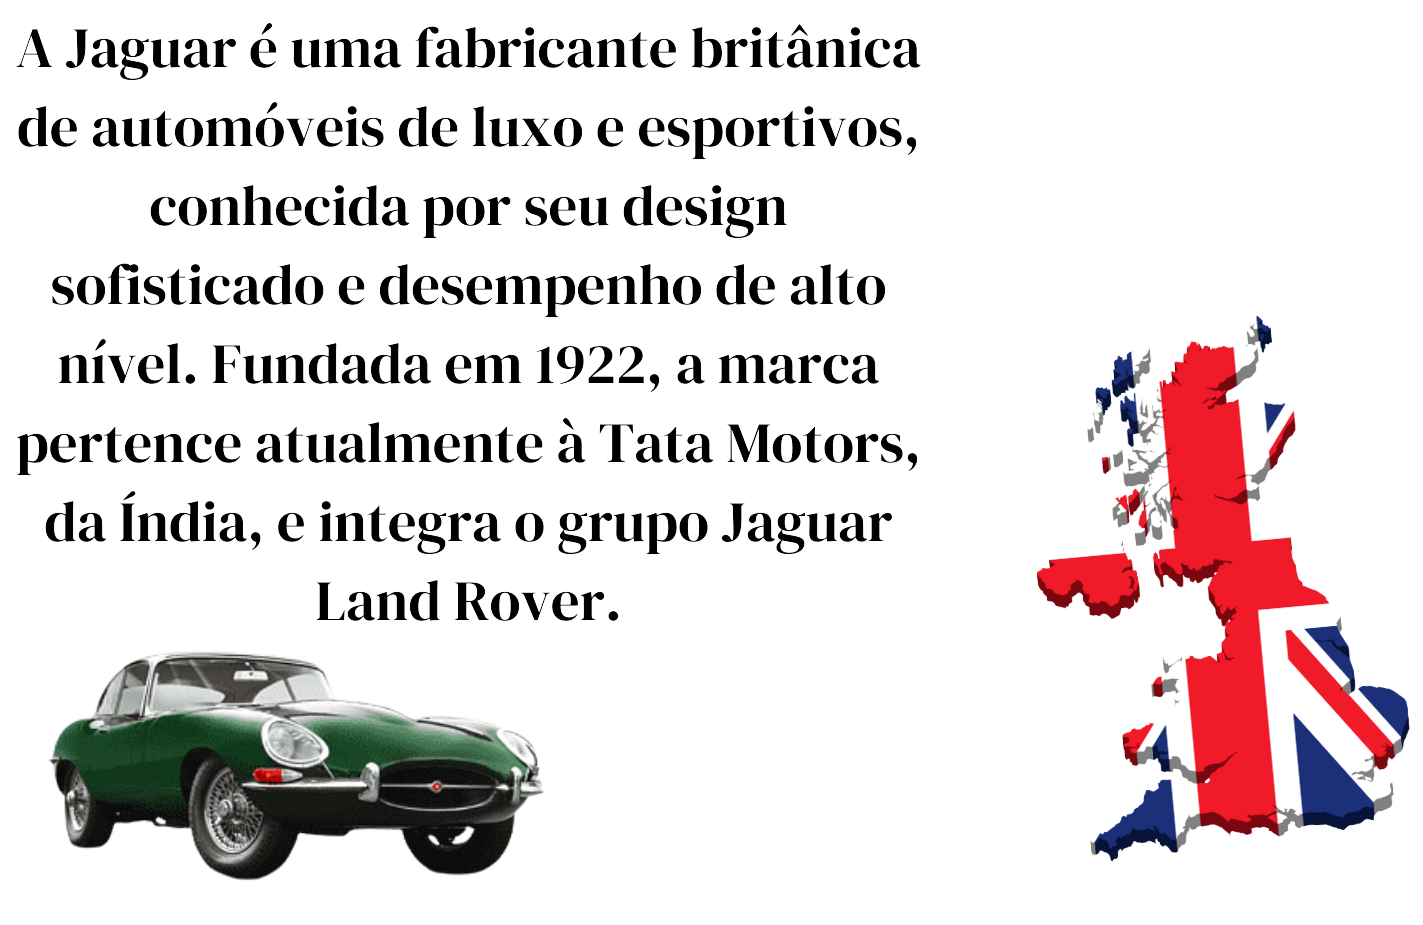 A Jaguar é uma fabricante britânica
de automóveis de luxo e esportivos,
conhecida por seu design
sofisticado e desempenho de alto
nível. Fundada em 1922, a marca
pertence atualmente à Tata Motors,
da Índia, e integra o grupo Jaguar
Land Rover.